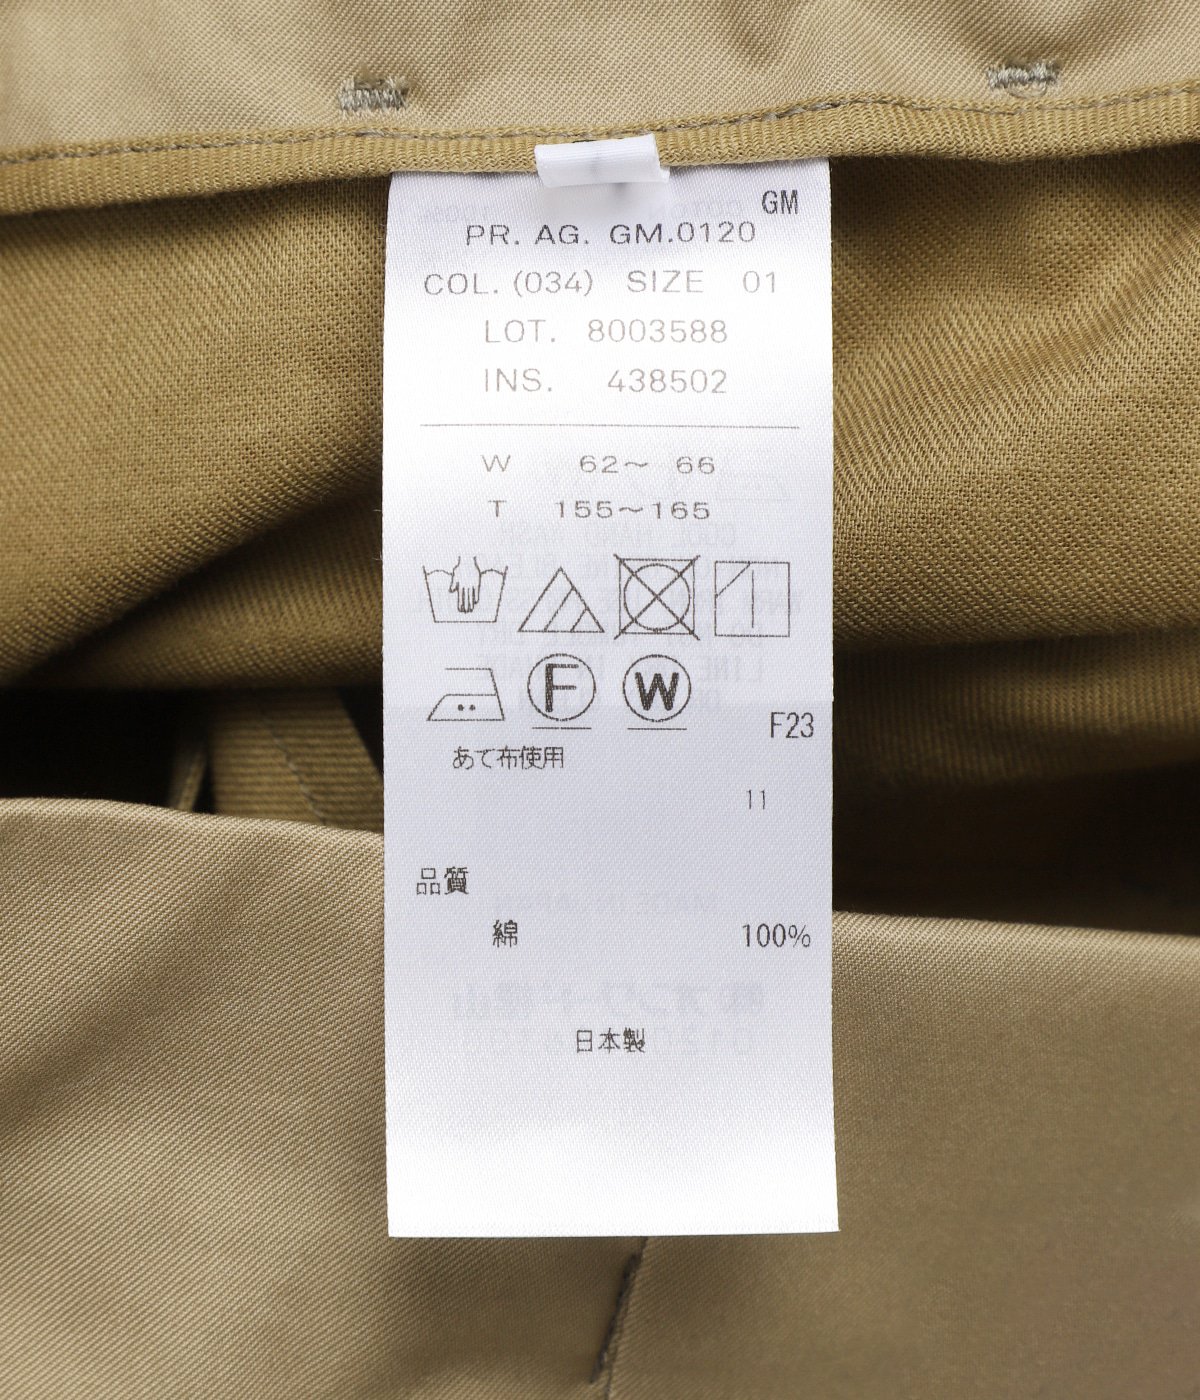 GM
PR. AG. GM.0120
COL. (034) SIZE 01
LOT. 8003588
INS. 438502
W 62～ 66
T 155～165
F W
あて布使用
F23
11
品質
綿 100%
日本製